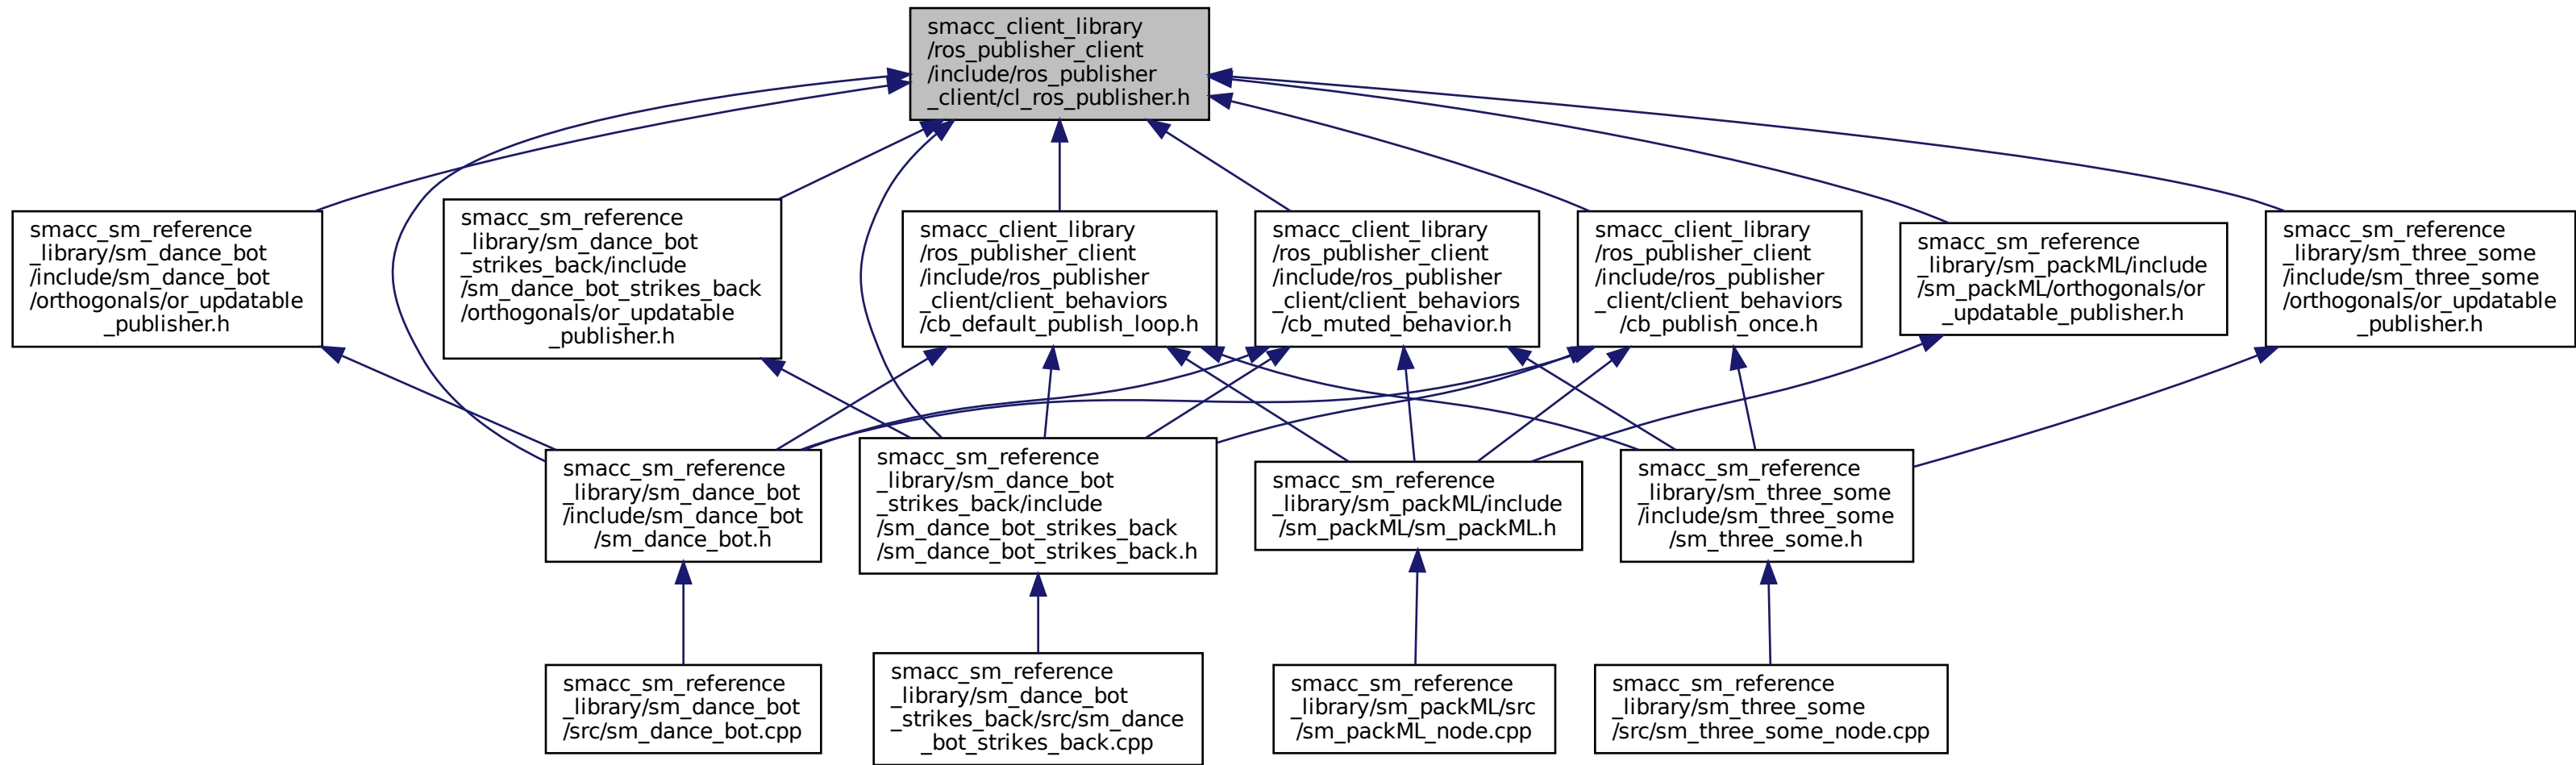 smacc_client_library
/ros_publisher_client
/include/ros_publisher
_client/cl_ros_publisher.h
smacc_sm_reference
_library/sm_dance_bot
/include/sm_dance_bot
/orthogonals/or_updatable
_publisher.h
smacc_sm_reference
_library/sm_dance_bot
_strikes_back/include
/sm_dance_bot_strikes_back
/orthogonals/or_updatable
_publisher.h
smacc_client_library
/ros_publisher_client
/include/ros_publisher
_client/client_behaviors
/cb_default_publish_loop.h
smacc_client_library
/ros_publisher_client
/include/ros_publisher
_client/client_behaviors
/cb_muted_behavior.h
smacc_client_library
/ros_publisher_client
/include/ros_publisher
_client/client_behaviors
/cb_publish_once.h
smacc_sm_reference
_library/sm_packML/include
/sm_packML/orthogonals/or
_updatable_publisher.h
smacc_sm_reference
_library/sm_three_some
/include/sm_three_some
/orthogonals/or_updatable
_publisher.h
smacc_sm_reference
_library/sm_dance_bot
/include/sm_dance_bot
/sm_dance_bot.h
smacc_sm_reference
_library/sm_dance_bot
_strikes_back/include
/sm_dance_bot_strikes_back
/sm_dance_bot_strikes_back.h
smacc_sm_reference
_library/sm_packML/include
/sm_packML/sm_packML.h
smacc_sm_reference
_library/sm_three_some
/include/sm_three_some
/sm_three_some.h
smacc_sm_reference
_library/sm_dance_bot
/src/sm_dance_bot.cpp
smacc_sm_reference
_library/sm_dance_bot
_strikes_back/src/sm_dance
_bot_strikes_back.cpp
smacc_sm_reference
_library/sm_packML/src
/sm_packML_node.cpp
smacc_sm_reference
_library/sm_three_some
/src/sm_three_some_node.cpp